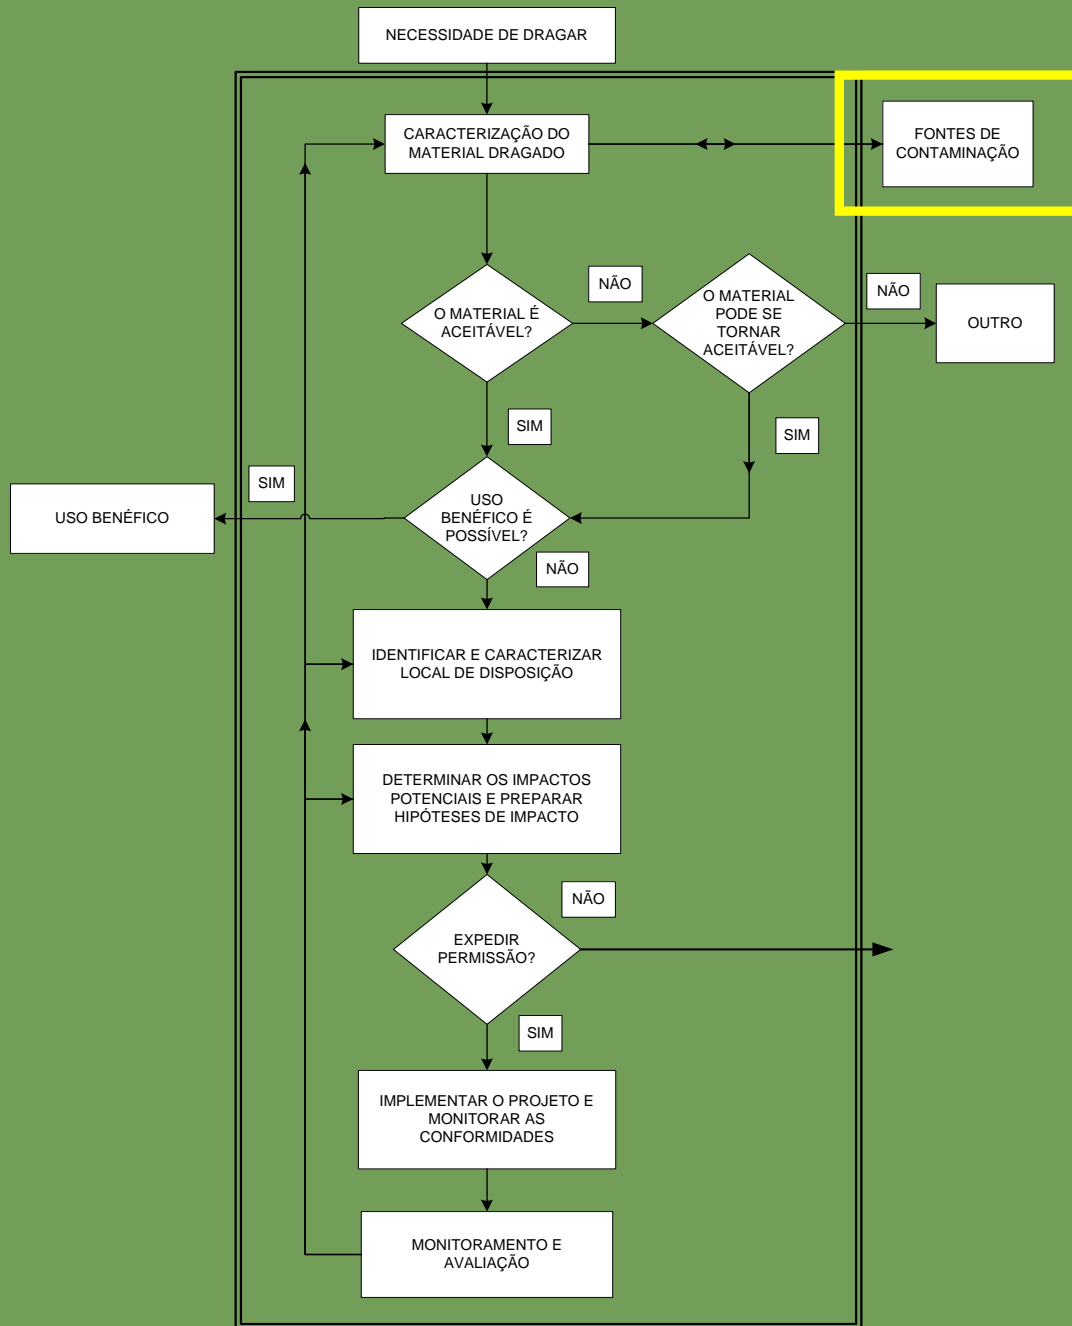 NECESSIDADE DE DRAGAR
CARACTERIZAÇÃO DO
MATERIAL DRAGADO
FONTES DE
CONTAMINAÇÃO
O MATERIAL É
ACEITÁVEL?
NÃO
O MATERIAL
PODE SE
TORNAR
ACEITÁVEL?
NÃO
OUTRO
SIM
SIM
USO
BENÉFICO É
POSSÍVEL?
SIM
USO BENÉFICO
NÃO
IDENTIFICAR E CARACTERIZAR
LOCAL DE DISPOSIÇÃO
DETERMINAR OS IMPACTOS
POTENCIAIS E PREPARAR
HIPÓTESES DE IMPACTO
NÃO
EXPEDIR
PERMISSÃO?
SIM
IMPLEMENTAR O PROJETO E
MONITORAR AS
CONFORMIDADES
MONITORAMENTO E
AVALIAÇÃO